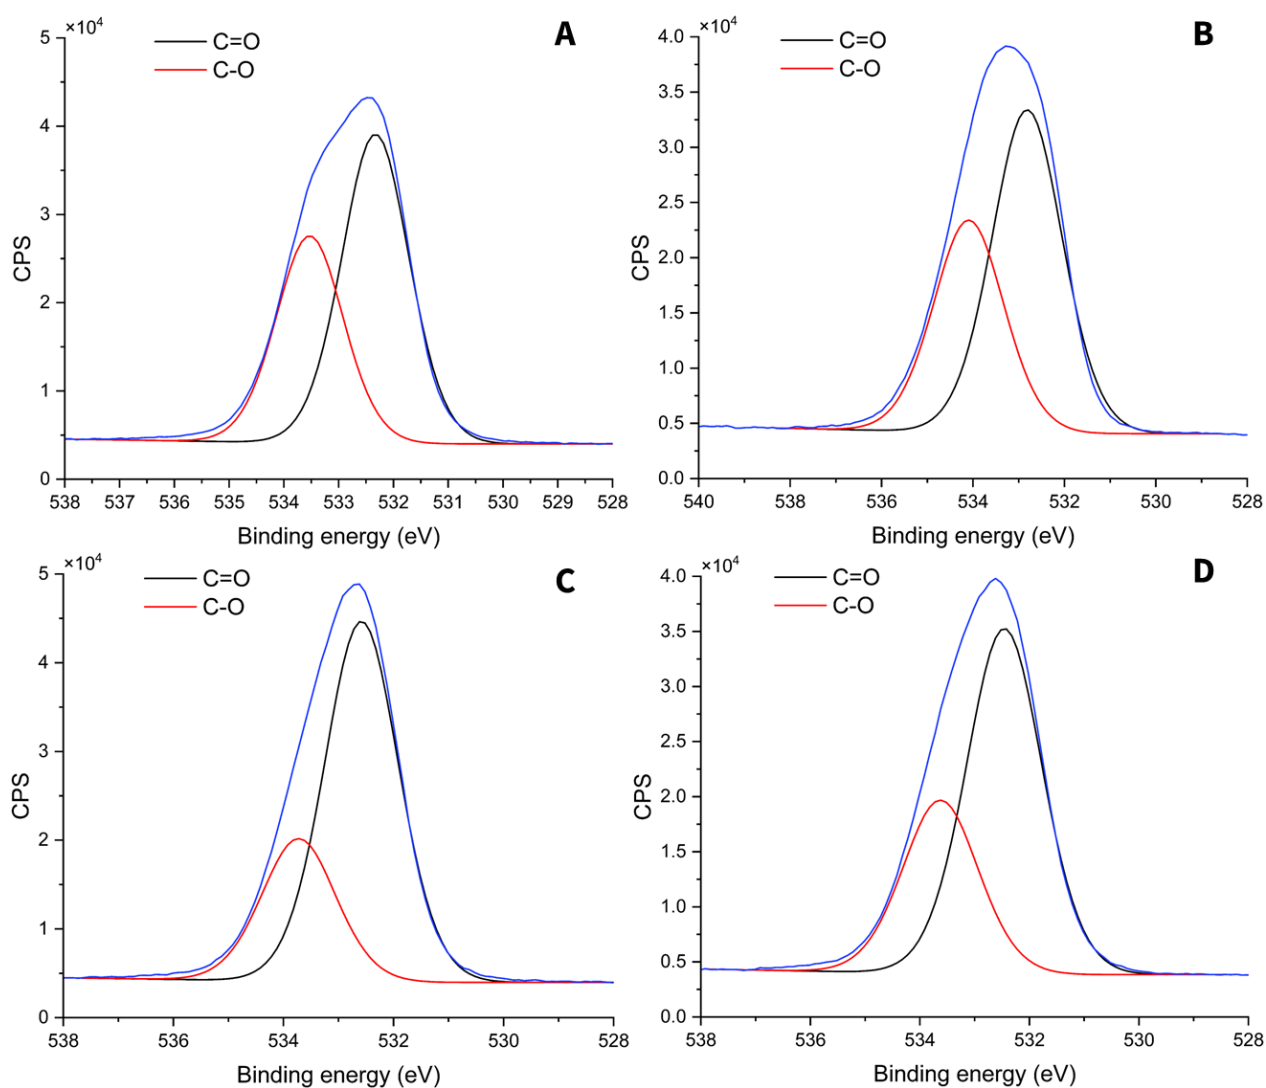 ×10⁴
A
C=O
C-O
5
4
3
2
1
0
CPS
538 537 536 535 534 533 532 531 530 529 528
Binding energy (eV)
×10⁴
B
C=O
C-O
4.0
3.5
3.0
2.5
2.0
1.5
1.0
0.5
0.0
CPS
540 538 536 534 532 530 528
Binding energy (eV)
×10⁴
C
C=O
C-O
5
4
3
2
1
0
CPS
538 536 534 532 530 528
Binding energy (eV)
×10⁴
D
C=O
C-O
4.0
3.5
3.0
2.5
2.0
1.5
1.0
0.5
0.0
CPS
538 536 534 532 530 528
Binding energy (eV)